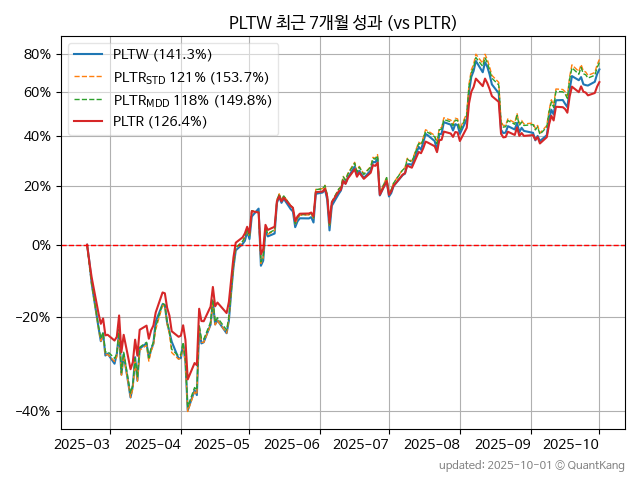 PLTW 최근 7개월 성과 (vs PLTR)
PLTW (141.3%)
PLTRSTD 121% (153.7%)
PLTRMDD 118% (149.8%)
PLTR (126.4%)
80%
60%
40%
20%
0%
−20%
−40%
2025-03
2025-04
2025-05
2025-06
2025-07
2025-08
2025-09
2025-10
updated: 2025-10-01 © QuantKang